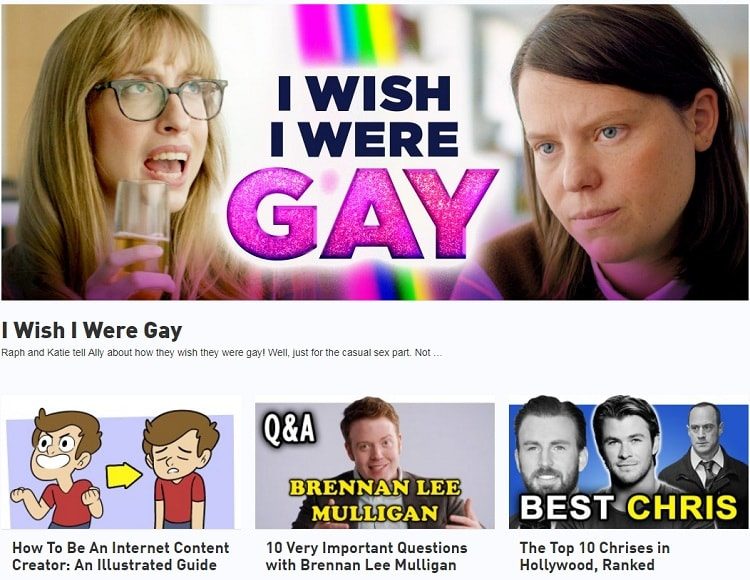 I WISH
I WERE
GAY
I Wish I Were Gay
Raph and Katie tell Ally about how they wish they were gay! Well, just for the casual sex part. Not ...
Q&A
BRENNAN LEE
MULLIGAN
BEST CHRIS
How To Be An Internet Content
Creator: An Illustrated Guide
10 Very Important Questions
with Brennan Lee Mulligan
The Top 10 Chrises in
Hollywood, Ranked